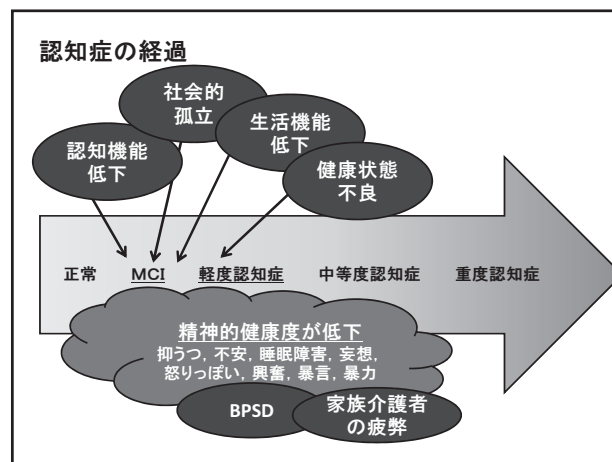 認知症の経過
社会的
孤立
生活機能
低下
認知機能
低下
健康状態
不良
正常
MCI
軽度認知症
中等度認知症
重度認知症
精神的健康度が低下
抑うつ, 不安, 睡眠障害, 妄想,
怒りっぽい, 興奮, 暴言, 暴力
BPSD
家族介護者
の疲弊